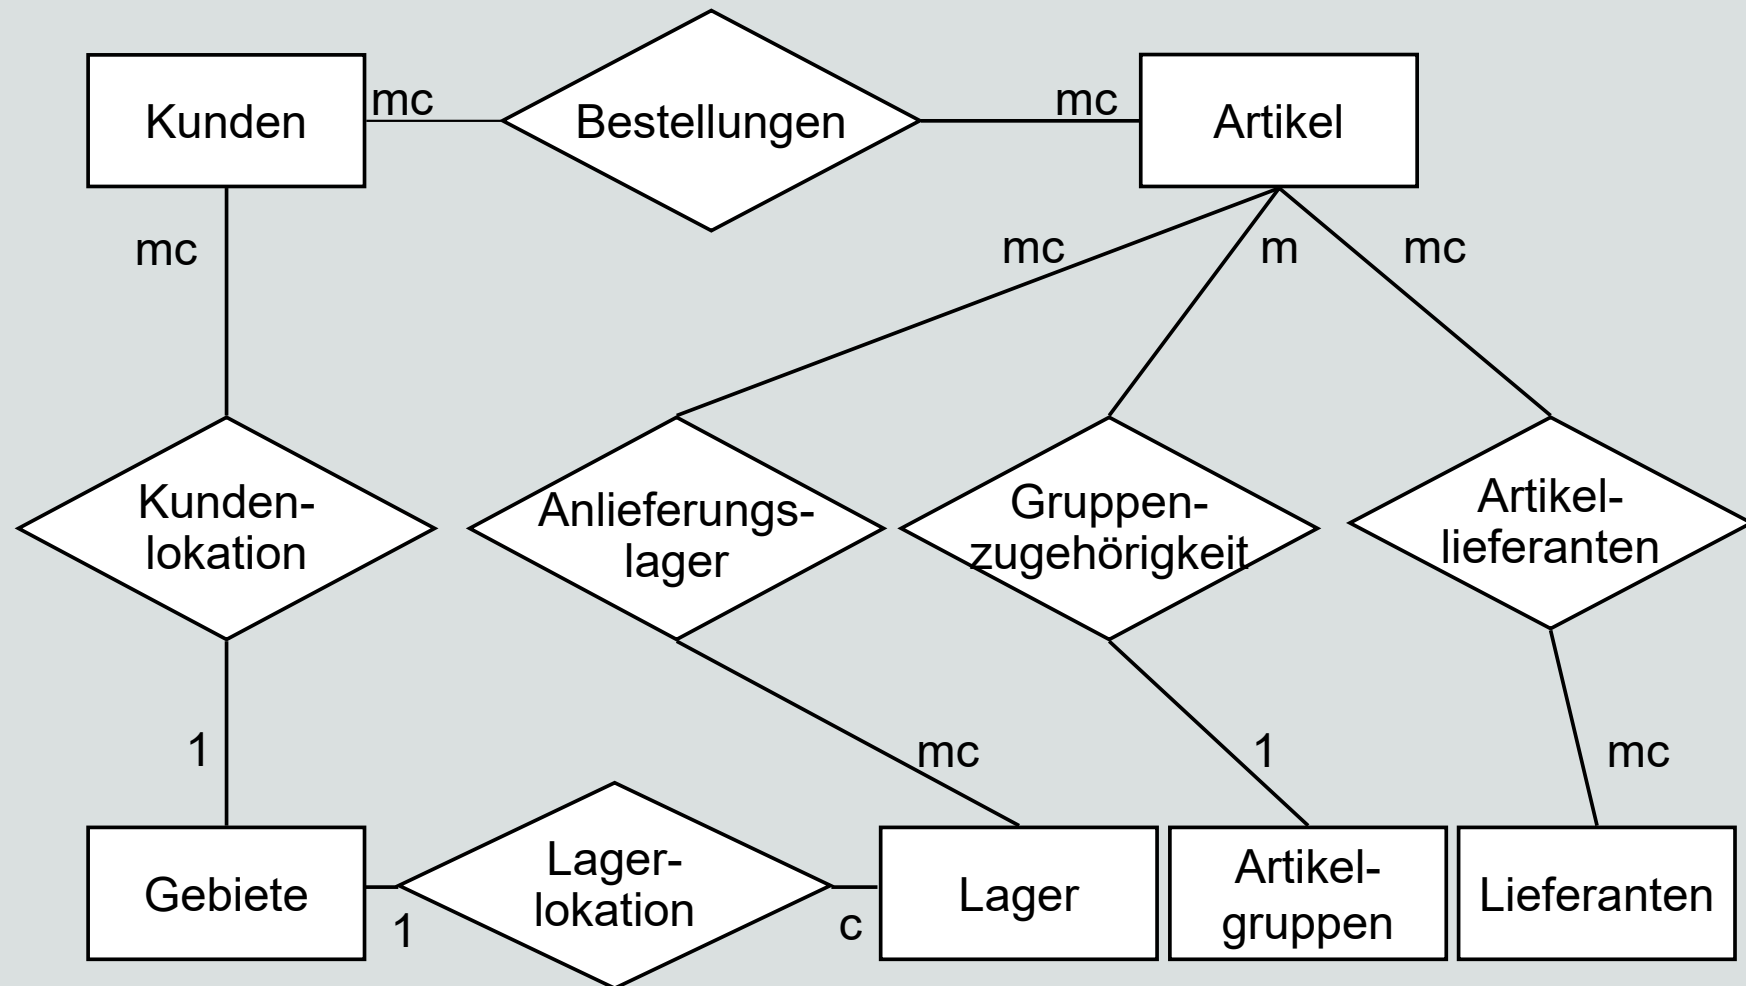 Kunden
mc
Bestellungen
mc
Artikel
mc
mc
m
mc
Kunden-
lokation
Anlieferungs-
lager
Gruppen-
zugehörigkeit
Artikel-
lieferanten
1
mc
1
mc
Gebiete
1
Lager-
lokation
c
Lager
Artikel-
gruppen
Lieferanten